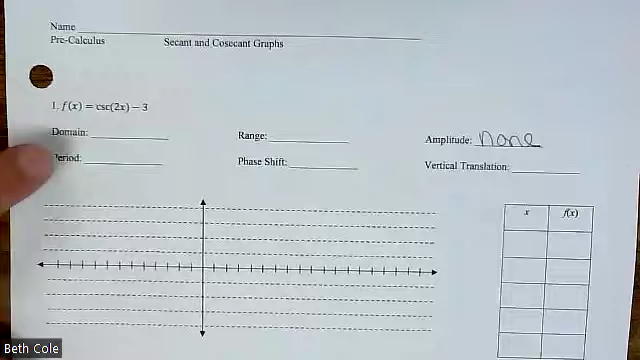 Name
Pre-Calculus Secant and Cosecant Graphs
1. f(x) = csc(2x) − 3
Domain: Range: Amplitude: none
Period: Phase Shift: Vertical Translation:
x f(x)
Beth Cole